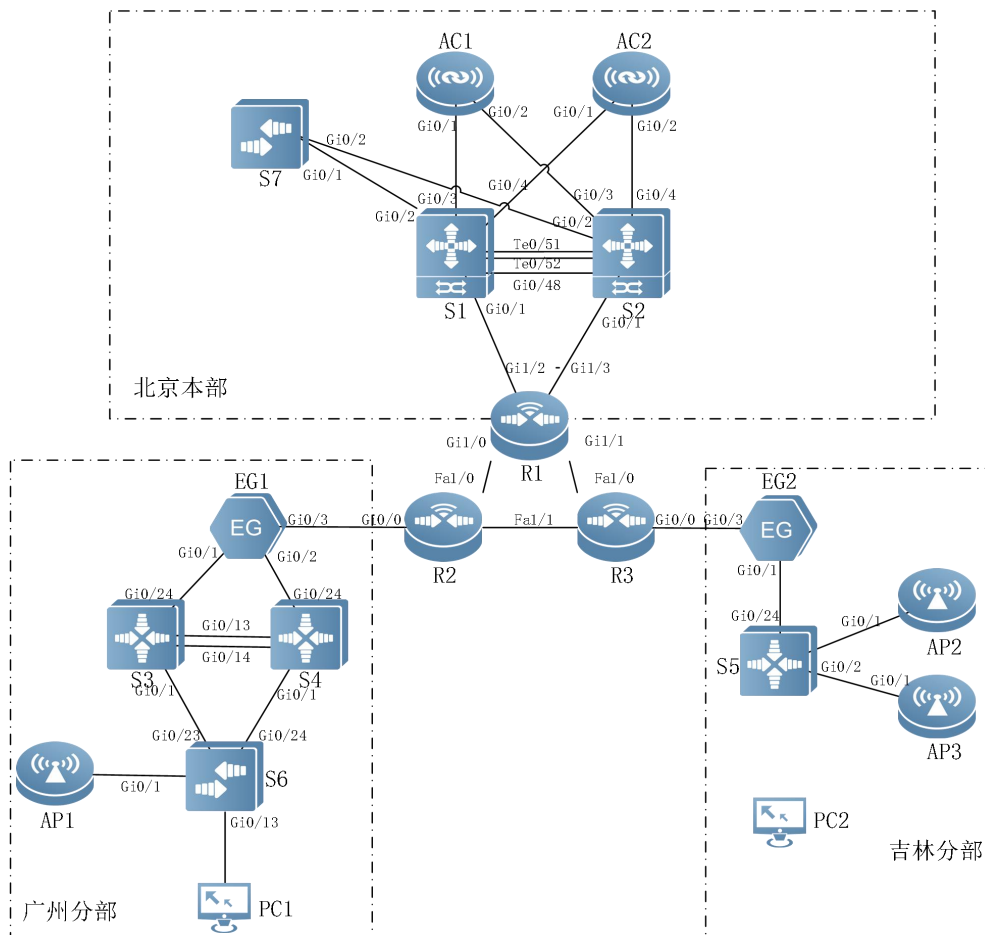 AC1
AC2
Gi0/2
Gi0/1
Gi0/1
Gi0/2
Gi0/2
Gi0/1
S7
Gi0/4
Gi0/3
Gi0/3
Gi0/4
Gi0/2
Gi0/2
Te0/51
Te0/52
Gi0/48
S1
Gi0/1
S2
Gi0/1
Gi1/2 - Gi1/3
北京本部
R1
Gi1/0
Gi1/1
EG1
EG
Gi0/3
Gi0/0
Fa1/0
Fa1/0
Fa1/1
R2
R3
Gi0/0
Gi0/3
EG2
EG
Gi0/1
Gi0/2
Gi0/1
Gi0/24
Gi0/24
Gi0/24
Gi0/13
Gi0/14
S3
S4
Gi0/1
Gi0/1
S5
Gi0/1
Gi0/2
Gi0/1
AP2
AP3
Gi0/23
Gi0/24
S6
Gi0/1
AP1
Gi0/13
PC1
广州分部
PC2
吉林分部